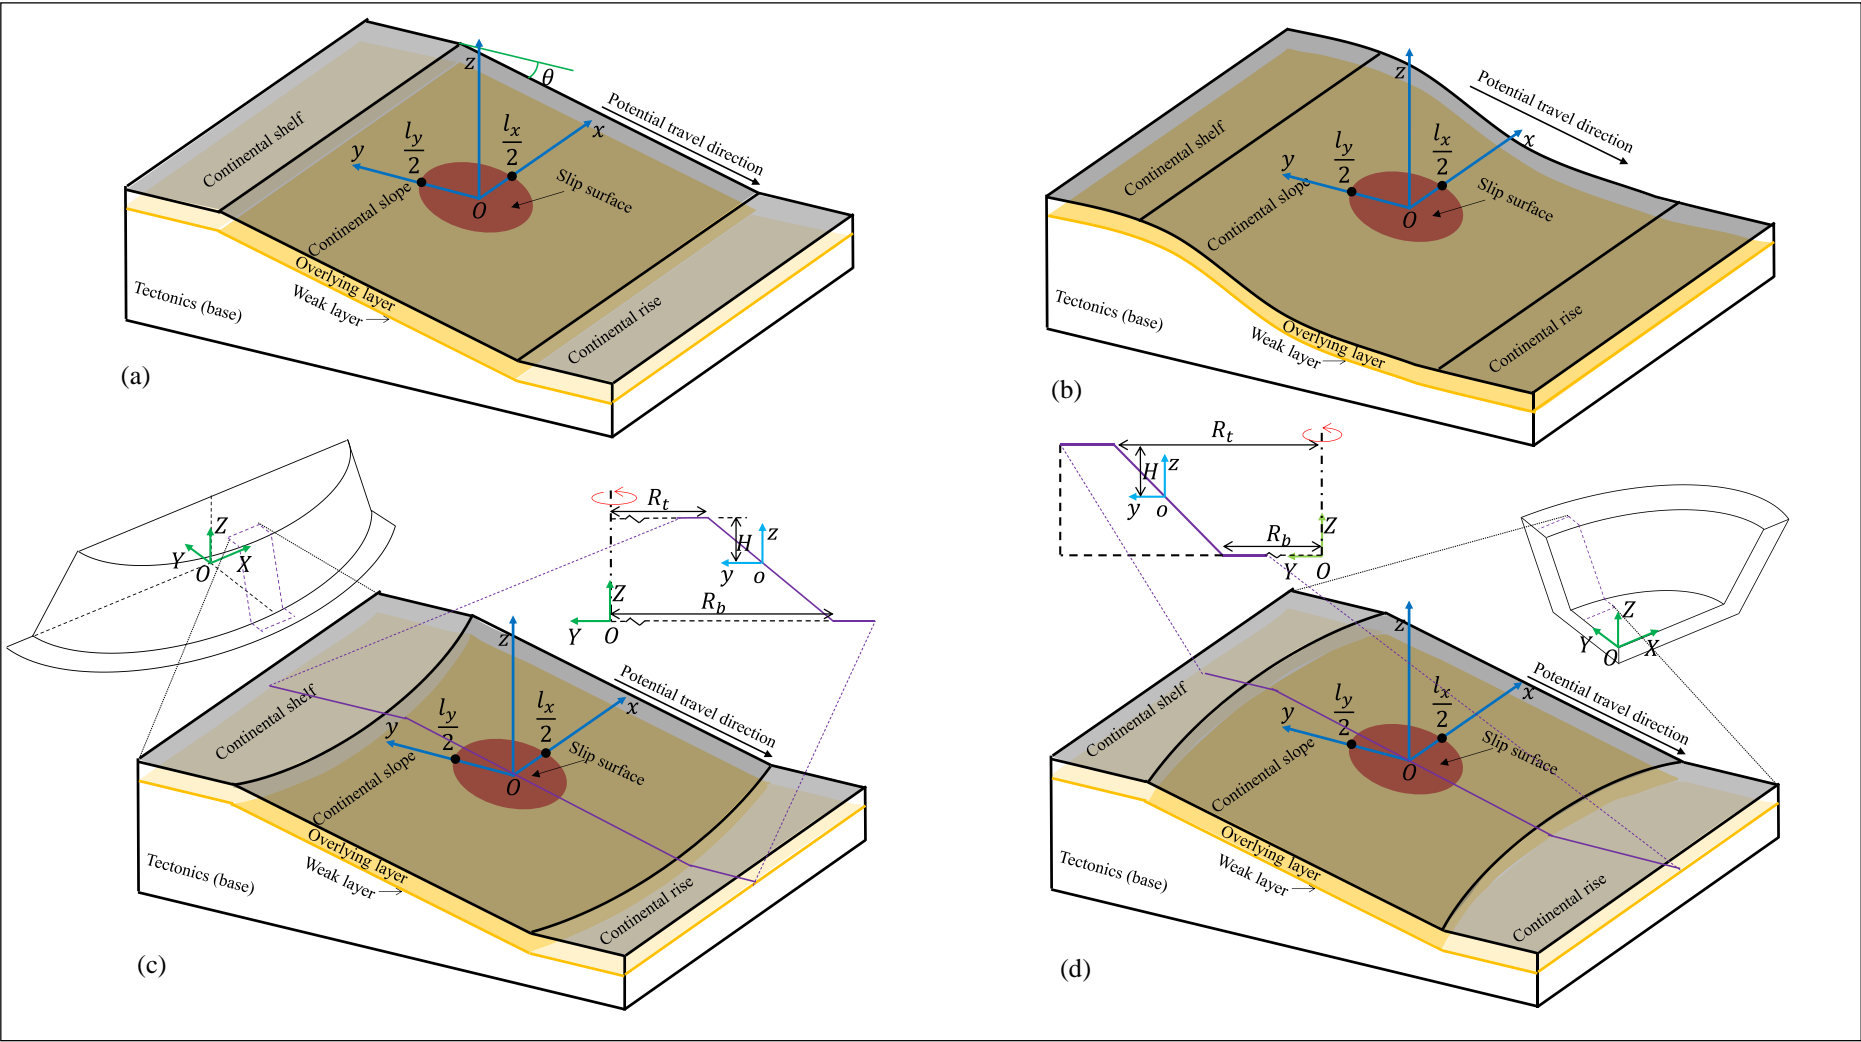 z
θ
Potential travel direction
Continental shelf
l_y/2
l_x/2
x
y
Slip surface
O
Continental slope
Overlying layer
Weak layer →
Tectonics (base)
Continental rise
(a)
z
Potential travel direction
Continental shelf
l_y/2
l_x/2
x
y
Slip surface
O
Continental slope
Overlying layer
Weak layer →
Tectonics (base)
Continental rise
(b)
Z
Y
X
O
R_t
H
z
y
o
R_b
Z
Y
O
z
Potential travel direction
Continental shelf
l_y/2
l_x/2
x
y
Slip surface
O
Continental slope
Overlying layer
Weak layer →
Tectonics (base)
Continental rise
(c)
R_t
H
z
y
o
R_b
Z
Y
O
Z
Y
X
O
z
Potential travel direction
Continental shelf
l_y/2
l_x/2
x
y
Slip surface
O
Continental slope
Overlying layer
Weak layer →
Tectonics (base)
Continental rise
(d)